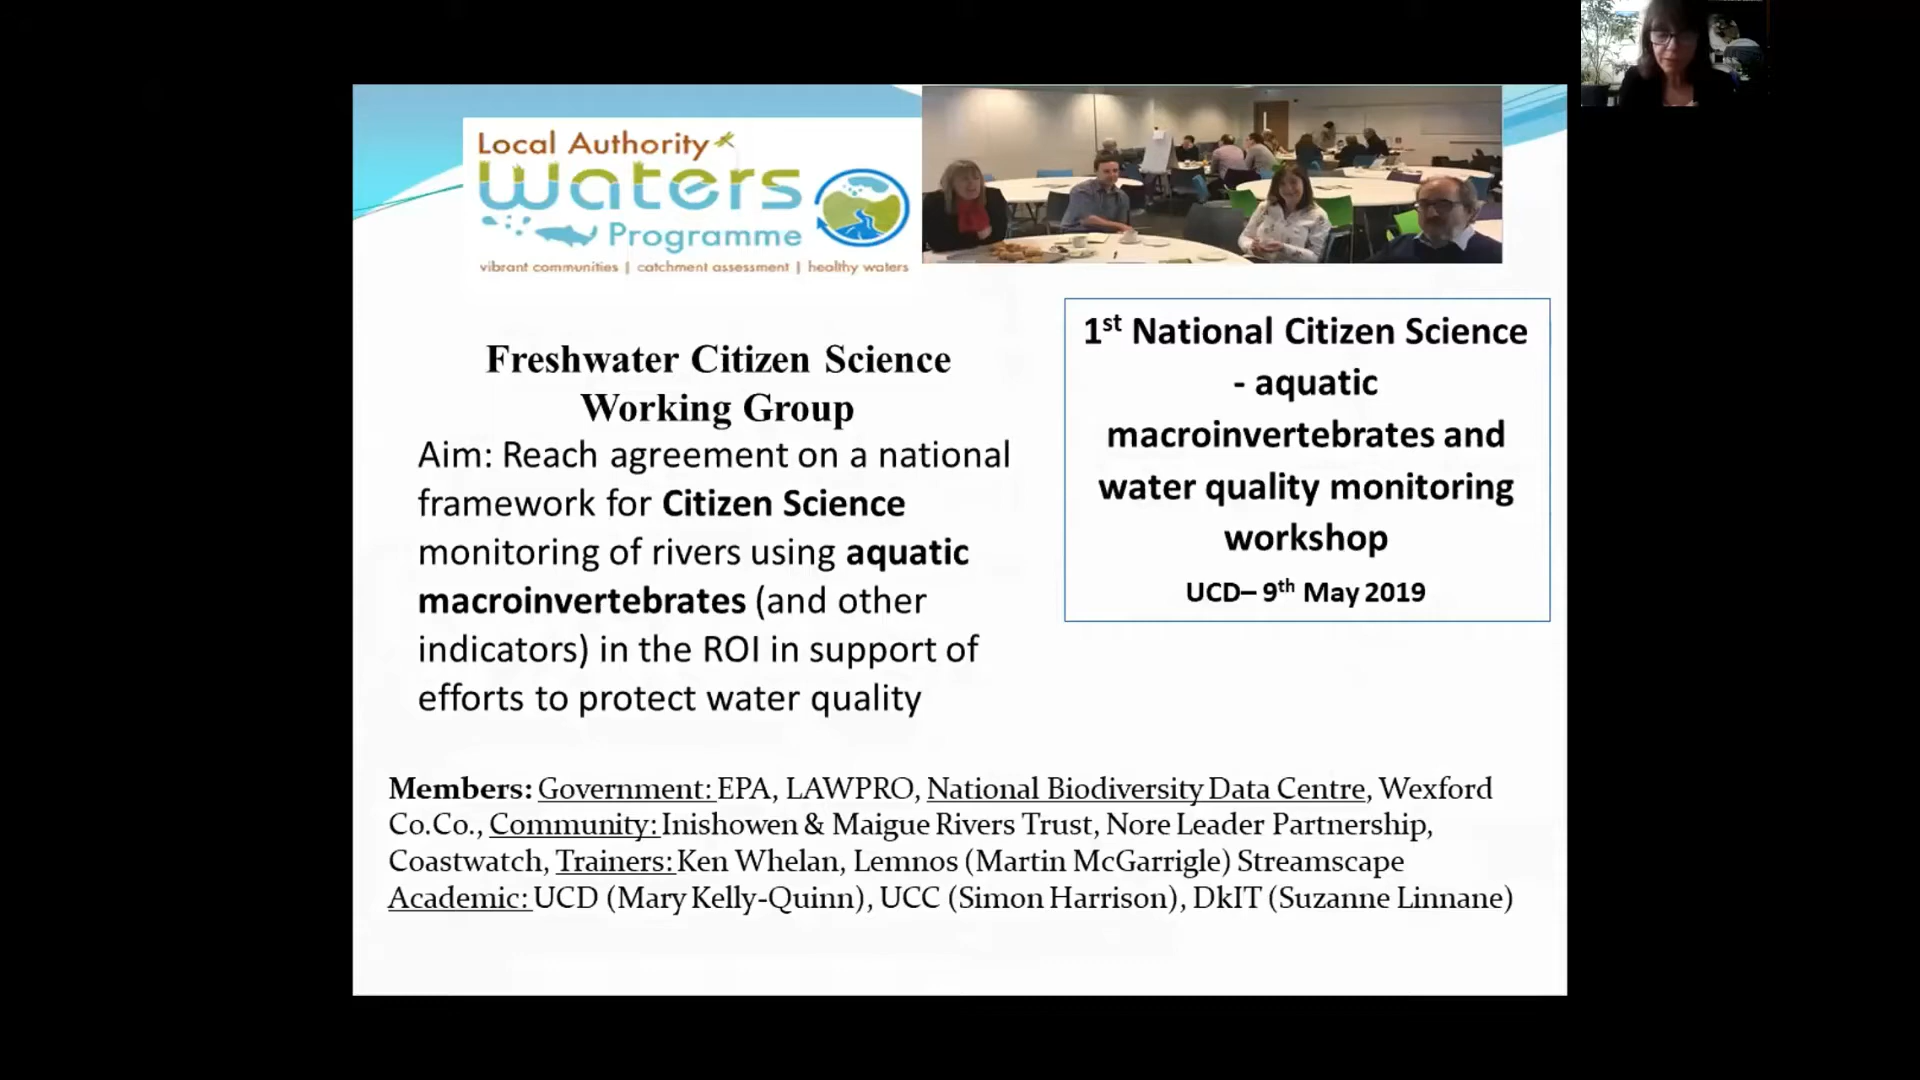 Local Authority
Waters
Programme
vibrant communities | catchment assessment | healthy waters
Freshwater Citizen Science
Working Group
Aim: Reach agreement on a national
framework for Citizen Science
monitoring of rivers using aquatic
macroinvertebrates (and other
indicators) in the ROI in support of
efforts to protect water quality
1st National Citizen Science
- aquatic
macroinvertebrates and
water quality monitoring
workshop
UCD– 9th May 2019
Members: Government: EPA, LAWPRO, National Biodiversity Data Centre, Wexford
Co.Co., Community: Inishowen & Maigue Rivers Trust, Nore Leader Partnership,
Coastwatch, Trainers: Ken Whelan, Lemnos (Martin McGarrigle) Streamscape
Academic: UCD (Mary Kelly-Quinn), UCC (Simon Harrison), DkIT (Suzanne Linnane)